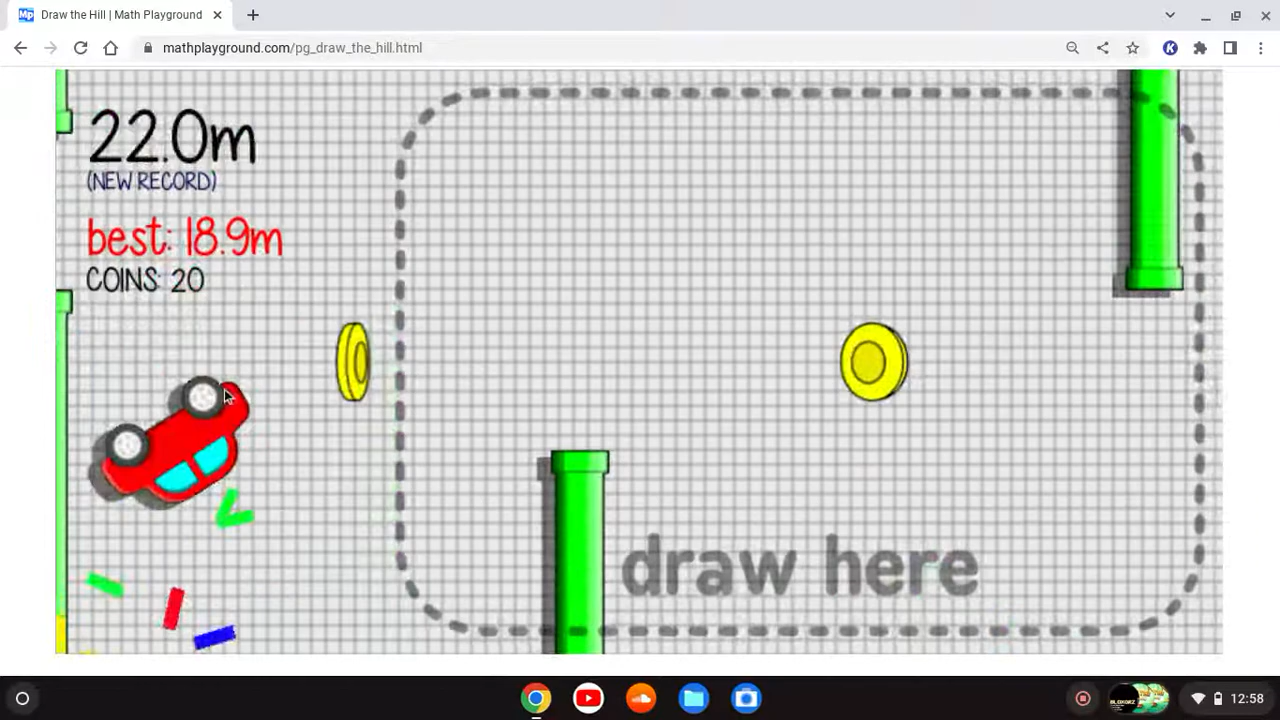 Draw the Hill | Math Playground
mathplayground.com/pg_draw_the_hill.html
22.0m
(NEW RECORD)
best: 18.9m
COINS: 20
draw here
12:58